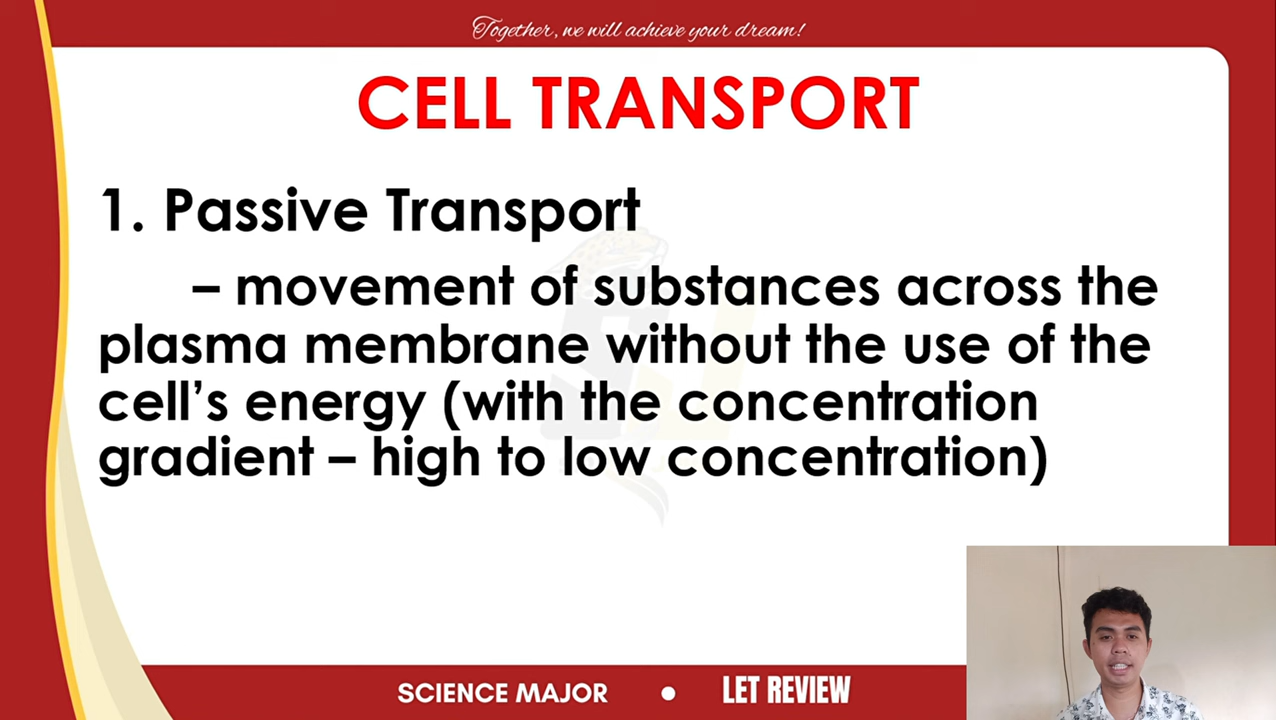 Together, we will achieve your dream!
CELL TRANSPORT
1. Passive Transport
– movement of substances across the
plasma membrane without the use of the
cell’s energy (with the concentration
gradient – high to low concentration)
SCIENCE MAJOR ● LET REVIEW